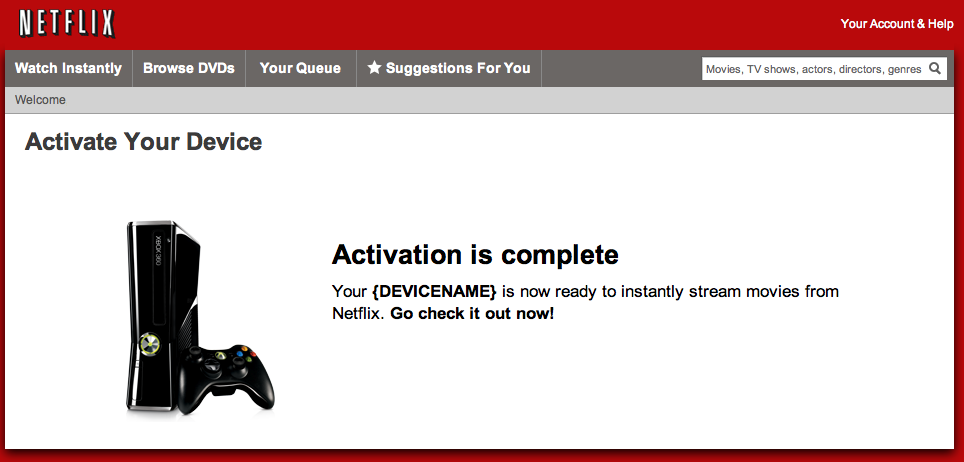 NETFLIX
Your Account & Help
Watch Instantly
Browse DVDs
Your Queue
★ Suggestions For You
Movies, TV shows, actors, directors, genres
Welcome
Activate Your Device
XBOX360
Activation is complete
Your {DEVICENAME} is now ready to instantly stream movies from
Netflix. Go check it out now!